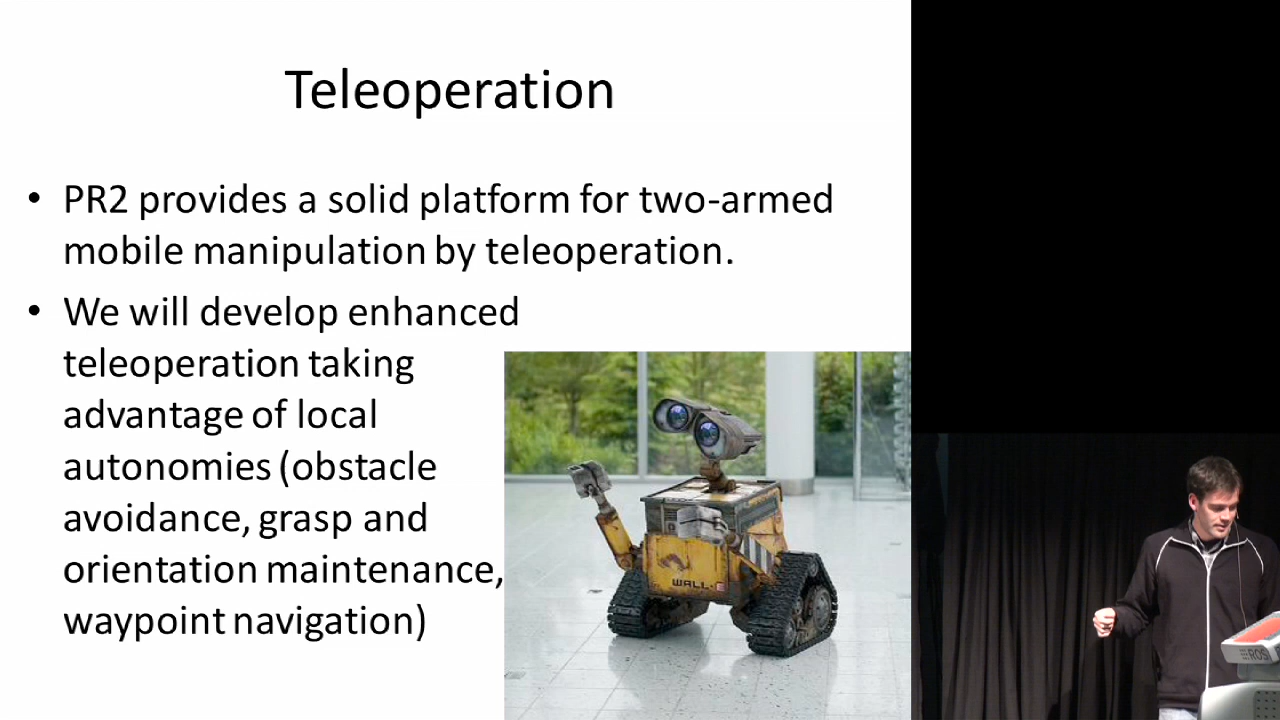 Teleoperation
• PR2 provides a solid platform for two-armed
mobile manipulation by teleoperation.
• We will develop enhanced
teleoperation taking
advantage of local
autonomies (obstacle
avoidance, grasp and
orientation maintenance,
waypoint navigation)
WALL·E
ROS